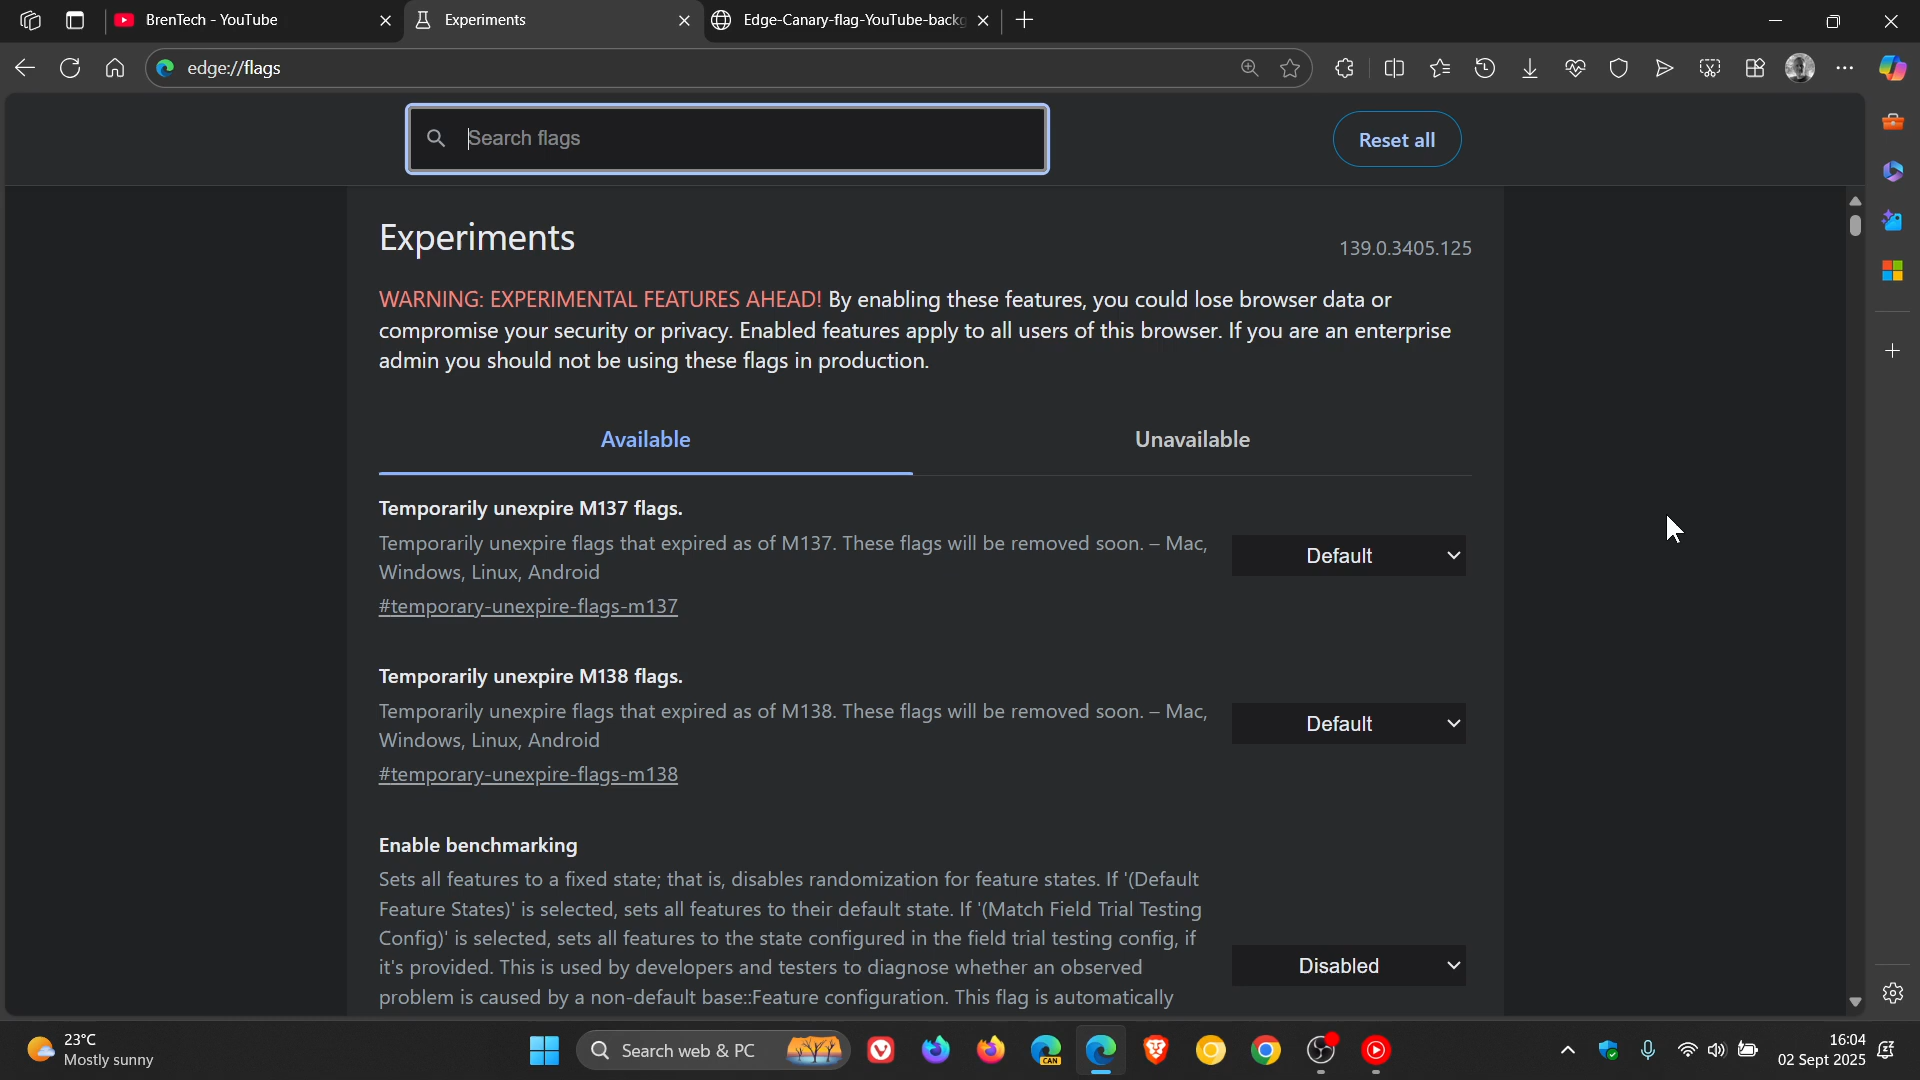 BrenTech - YouTube
Experiments
Edge-Canary-flag-YouTube-backg
edge://flags
Search flags
Reset all
Experiments
139.0.3405.125
WARNING: EXPERIMENTAL FEATURES AHEAD! By enabling these features, you could lose browser data or
compromise your security or privacy. Enabled features apply to all users of this browser. If you are an enterprise
admin you should not be using these flags in production.
Available
Unavailable
Temporarily unexpire M137 flags.
Temporarily unexpire flags that expired as of M137. These flags will be removed soon. – Mac,
Windows, Linux, Android
Default
#temporary-unexpire-flags-m137
Temporarily unexpire M138 flags.
Temporarily unexpire flags that expired as of M138. These flags will be removed soon. – Mac,
Windows, Linux, Android
Default
#temporary-unexpire-flags-m138
Enable benchmarking
Sets all features to a fixed state; that is, disables randomization for feature states. If '(Default
Feature States)' is selected, sets all features to their default state. If '(Match Field Trial Testing
Config)' is selected, sets all features to the state configured in the field trial testing config, if
it's provided. This is used by developers and testers to diagnose whether an observed
Disabled
problem is caused by a non-default base::Feature configuration. This flag is automatically
23°C
Mostly sunny
Search web & PC
CAN
16:04
02 Sept 2025